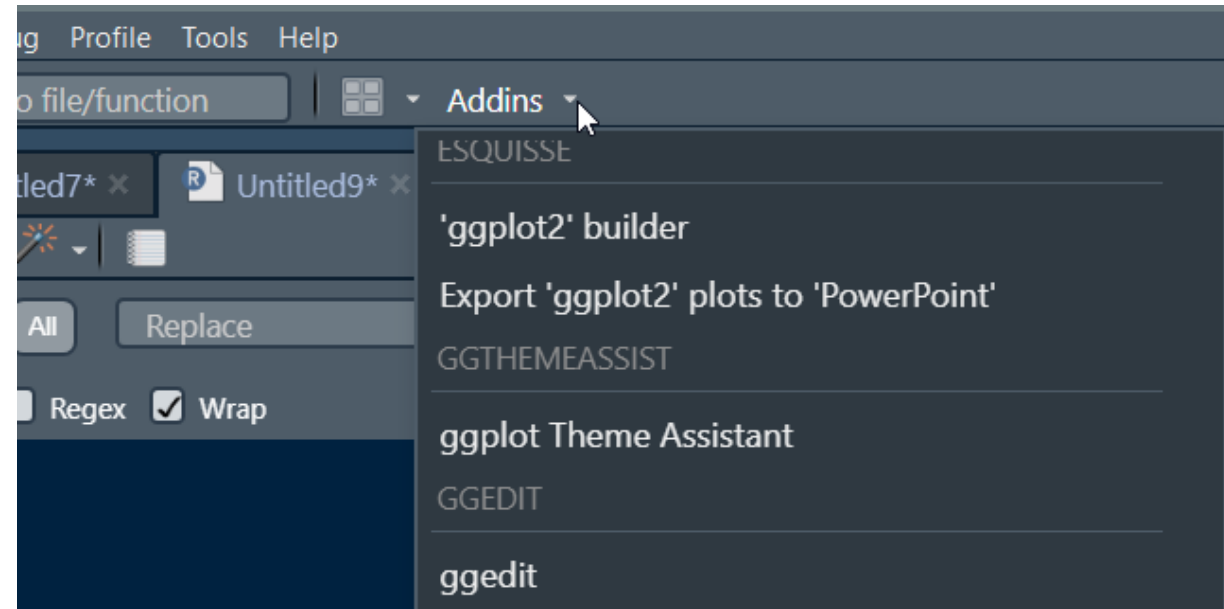 ug Profile Tools Help
o file/function Addins
ESQUISSE
tled7* Untitled9*
'ggplot2' builder
Export 'ggplot2' plots to 'PowerPoint'
All Replace
GGTHEMEASSIST
Regex Wrap
ggplot Theme Assistant
GGEDIT
ggedit